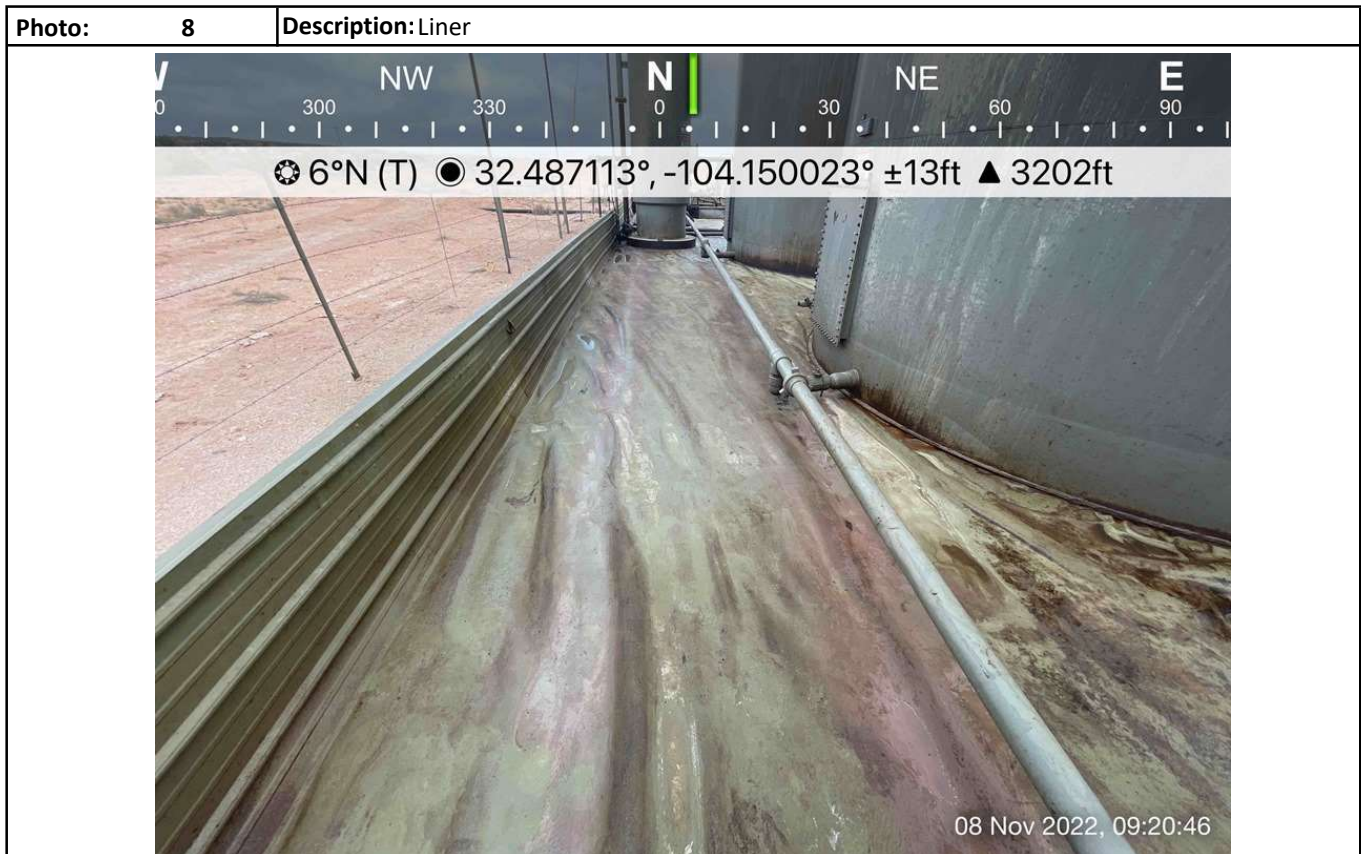 Photo: 8 Description: Liner
W NW N NE E
0 300 330 0 30 60 90
6°N (T) 32.487113°, -104.150023° ±13ft ▲ 3202ft
08 Nov 2022, 09:20:46